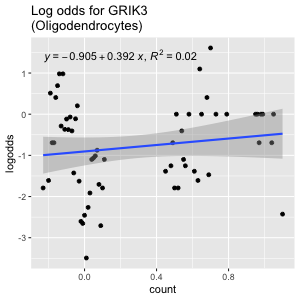 Log odds for GRIK3
(Oligodendrocytes)
y = −0.905 + 0.392 x, R² = 0.02
logodds
1
0
-1
-2
-3
0.0
0.4
0.8
count